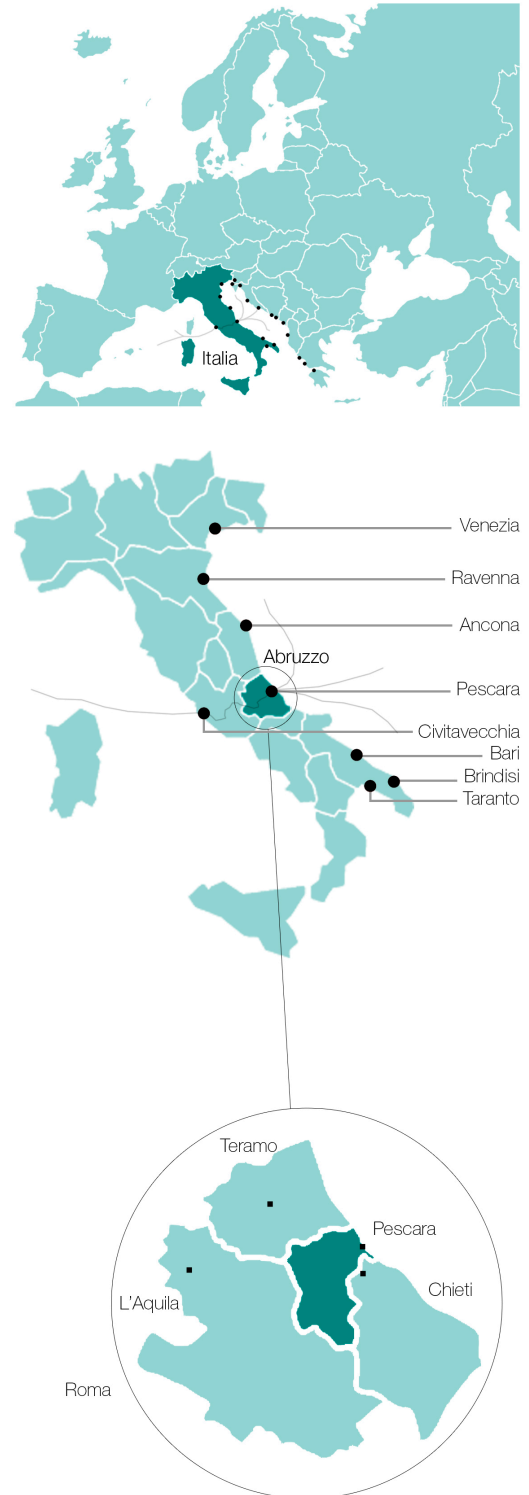 Italia
Venezia
Ravenna
Ancona
Abruzzo
Pescara
Civitavecchia
Bari
Brindisi
Taranto
Teramo
Pescara
Chieti
L'Aquila
Roma